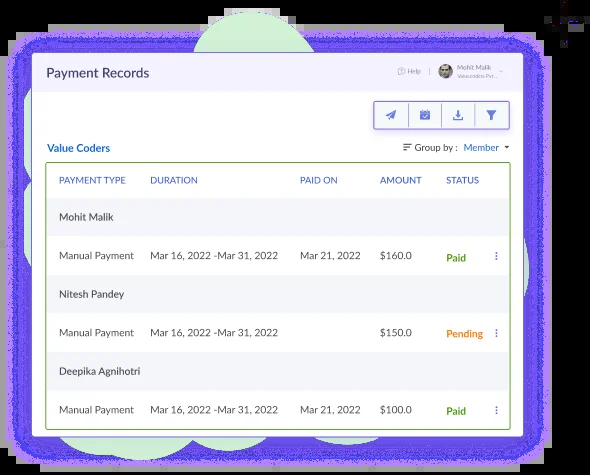 Payment Records
Help
Mohit Malik
Valuecoders Pvt...
Value Coders
Group by : Member
PAYMENT TYPE DURATION PAID ON AMOUNT STATUS
Mohit Malik
Manual Payment Mar 16, 2022 -Mar 31, 2022 Mar 21, 2022 $160.0 Paid
Nitesh Pandey
Manual Payment Mar 16, 2022 -Mar 31, 2022 $150.0 Pending
Deepika Agnihotri
Manual Payment Mar 16, 2022 -Mar 31, 2022 Mar 21, 2022 $100.0 Paid